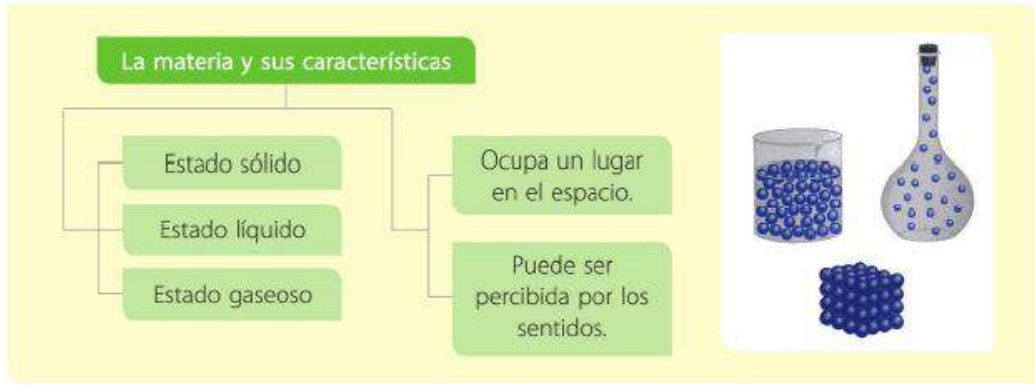 La materia y sus características
Estado sólido
Estado líquido
Estado gaseoso
Ocupa un lugar
en el espacio.
Puede ser
percibida por los
sentidos.